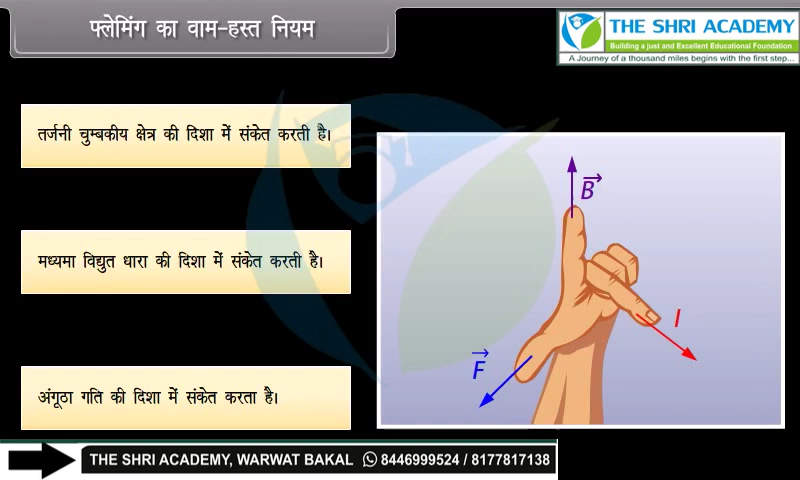 फ्लेमिंग का वाम-हस्त नियम
THE SHRI ACADEMY
Building a just and Excellent Educational Foundation
A Journey of a thousand miles begins with the first step...
तर्जनी चुम्बकीय क्षेत्र की दिशा में संकेत करती है।
मध्यमा विद्युत धारा की दिशा में संकेत करती है।
अंगूठा गति की दिशा में संकेत करता है।
B
I
F
THE SHRI ACADEMY, WARWAT BAKAL 8446999524 / 8177817138